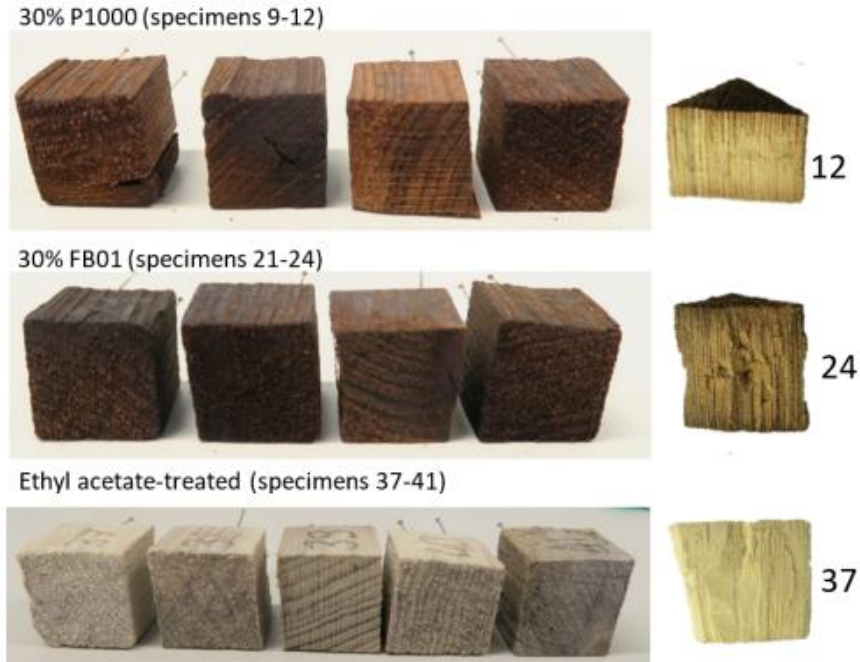 30% P1000 (specimens 9-12)
12
30% FB01 (specimens 21-24)
24
Ethyl acetate-treated (specimens 37-41)
39
37